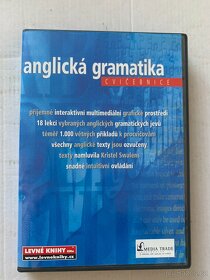 anglická gramatika
CVIČEBNICE
příjemné interaktivní multimediální grafické prostředí
18 lekcí vybraných anglických gramatických jevů
téměř 1.000 větných příkladů k procvičování
všechny anglické texty jsou ozvučeny
texty namluvila Kristel Swalem
snadné intuitivní ovládání
LEVNÉ KNIHY
www.levneknihy.cz
MEDIA TRADE